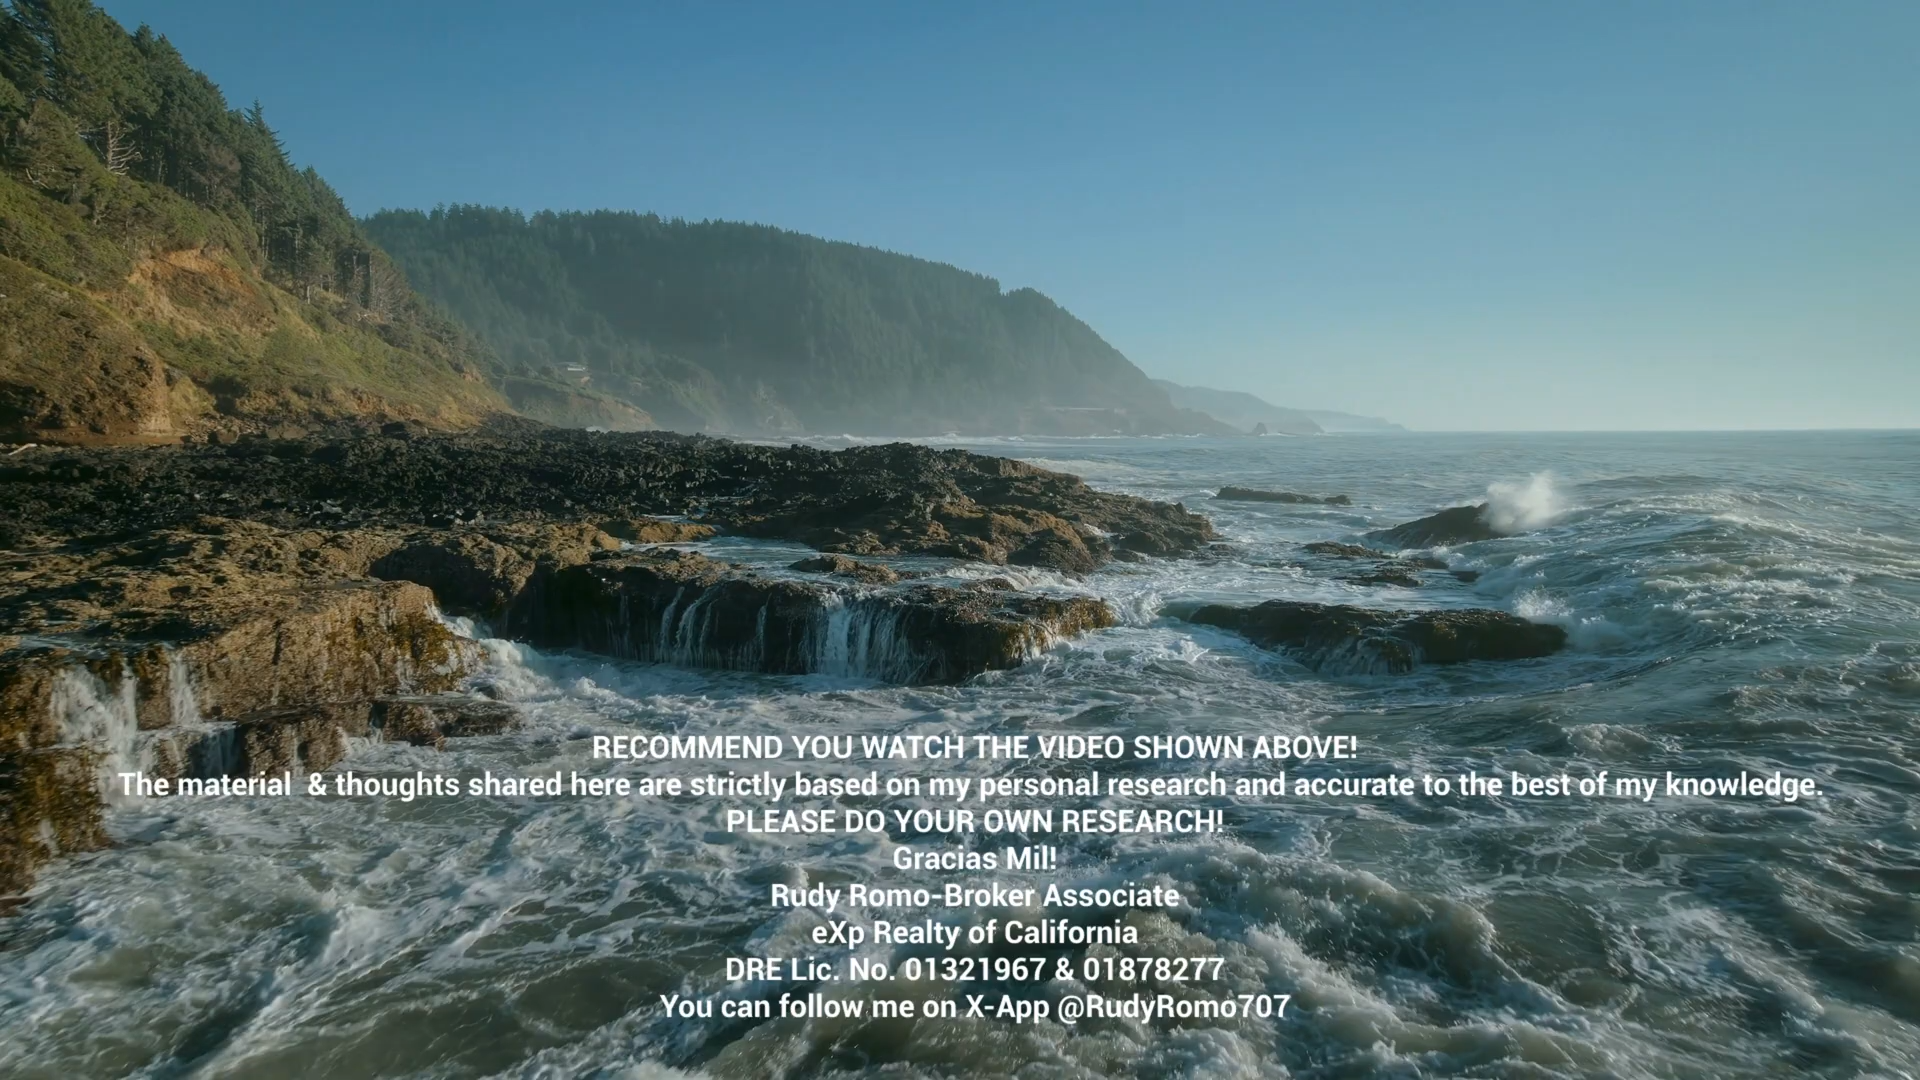 RECOMMEND YOU WATCH THE VIDEO SHOWN ABOVE!
The material  & thoughts shared here are strictly based on my personal research and accurate to the best of my knowledge.
PLEASE DO YOUR OWN RESEARCH!
Gracias Mil!
Rudy Romo-Broker Associate
eXp Realty of California
DRE Lic. No. 01321967 & 01878277
You can follow me on X-App @RudyRomo707